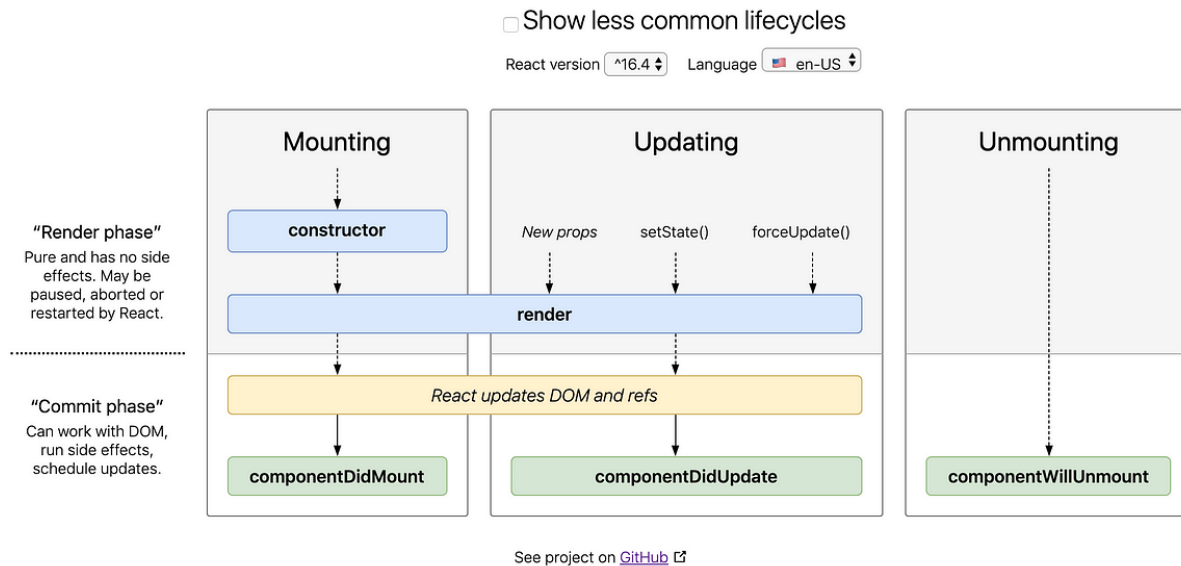 Show less common lifecycles
React version ^16.4 Language 🇺🇸 en-US
Mounting
Updating
Unmounting
“Render phase”
Pure and has no side
effects. May be
paused, aborted or
restarted by React.
constructor
New props
setState()
forceUpdate()
render
“Commit phase”
Can work with DOM,
run side effects,
schedule updates.
React updates DOM and refs
componentDidMount
componentDidUpdate
componentWillUnmount
See project on GitHub